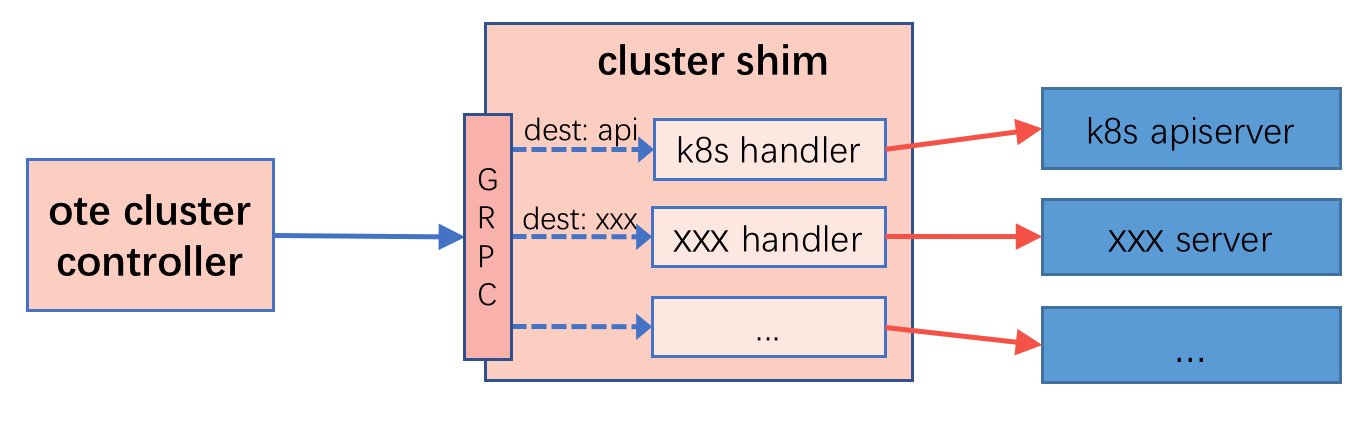 cluster shim
ote cluster
controller
G
R
P
C
dest: api
k8s handler
k8s apiserver
dest: xxx
xxx handler
xxx server
...
...